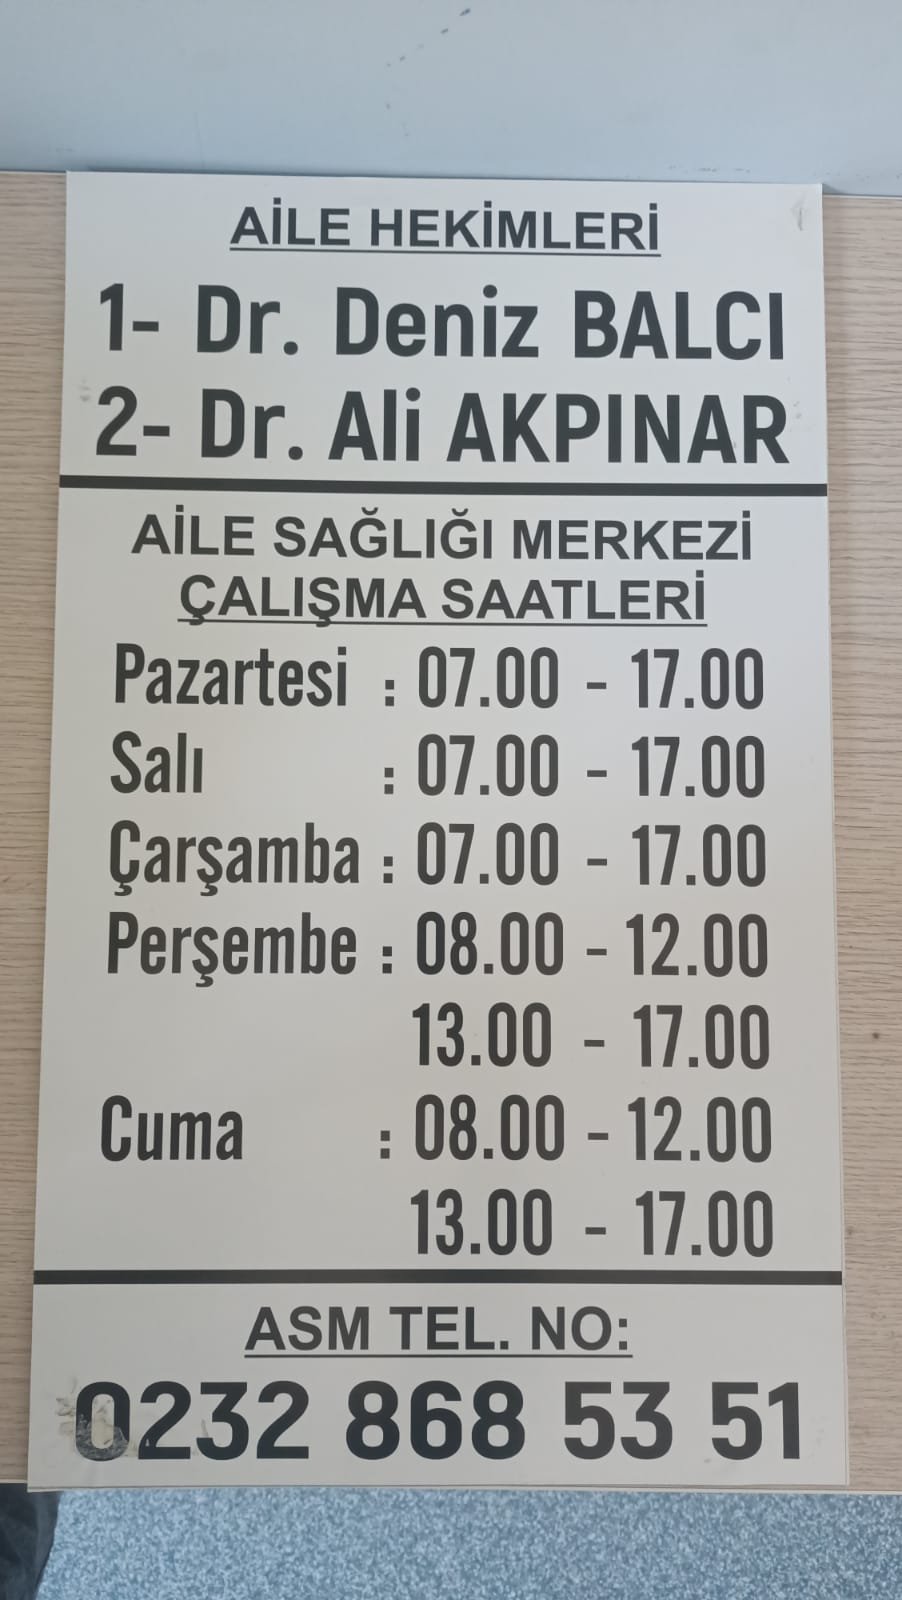 AİLE HEKİMLERİ
1- Dr. Deniz BALCI
2- Dr. Ali AKPINAR
AİLE SAĞLIĞI MERKEZİ
ÇALIŞMA SAATLERİ
Pazartesi : 07.00 - 17.00
Salı : 07.00 - 17.00
Çarşamba : 07.00 - 17.00
Perşembe : 08.00 - 12.00
13.00 - 17.00
Cuma : 08.00 - 12.00
13.00 - 17.00
ASM TEL. NO:
0232 868 53 51